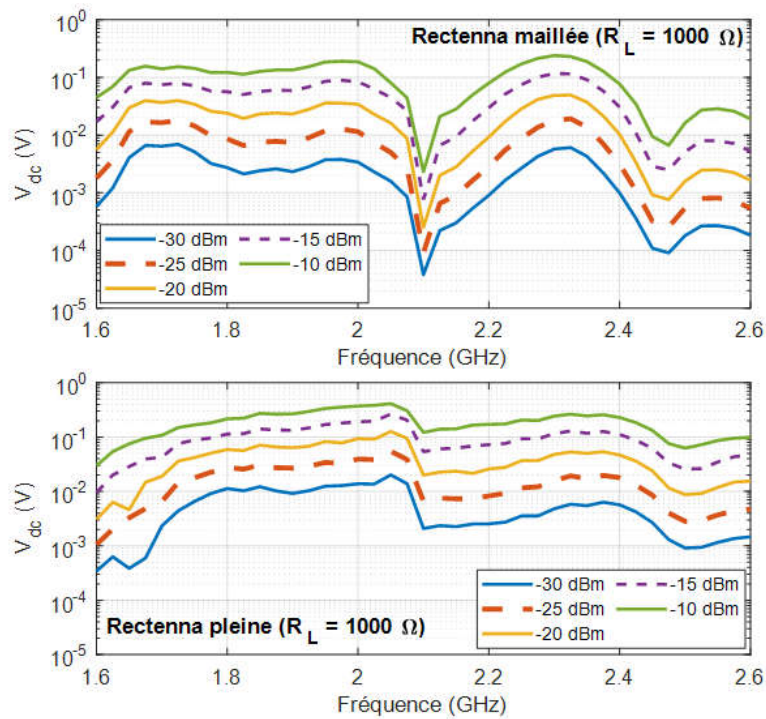 Rectenna maillée (R_L = 1000 Ω)
V_dc (V)
10^0
10^-1
10^-2
10^-3
10^-4
10^-5
-30 dBm
-15 dBm
-25 dBm
-10 dBm
-20 dBm
1.6
1.8
2
2.2
2.4
2.6
Fréquence (GHz)
V_dc (V)
10^0
10^-1
10^-2
10^-3
10^-4
10^-5
-30 dBm
-15 dBm
-25 dBm
-10 dBm
-20 dBm
Rectenna pleine (R_L = 1000 Ω)
1.6
1.8
2
2.2
2.4
2.6
Fréquence (GHz)